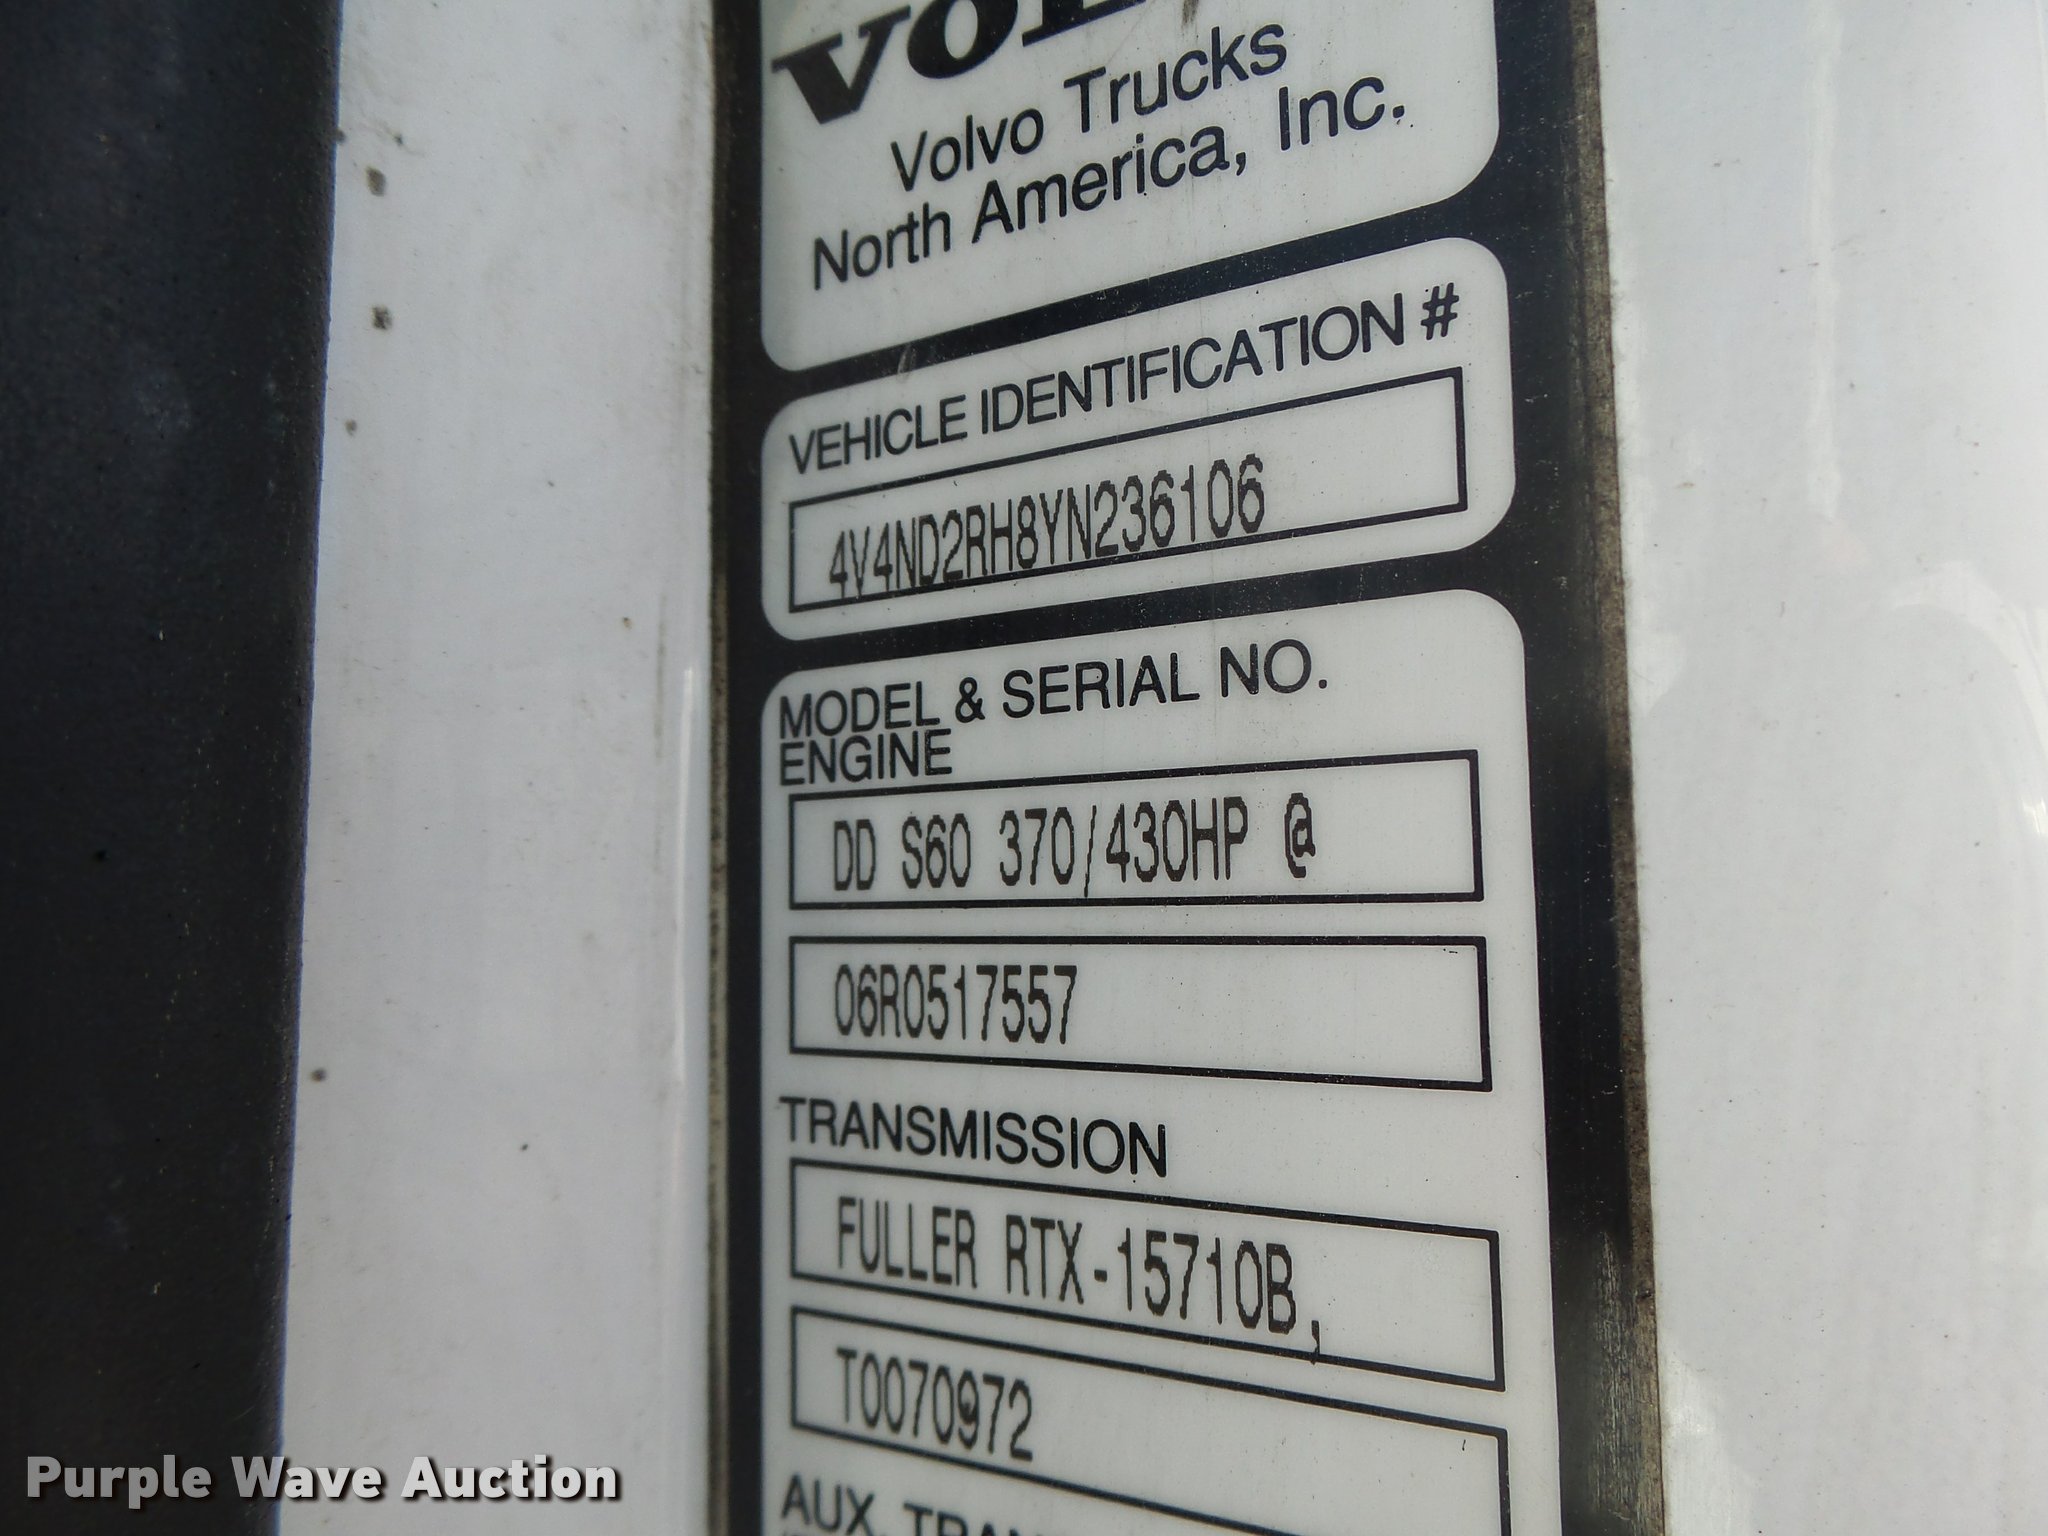 Volvo Trucks
North America, Inc.
VEHICLE IDENTIFICATION #
4V4ND2RH8YN236106
MODEL & SERIAL NO.
ENGINE
DD S60 370/430HP @
06R0517557
TRANSMISSION
FULLER RTX-15710B,
T0070972
AUX.
Purple Wave Auction